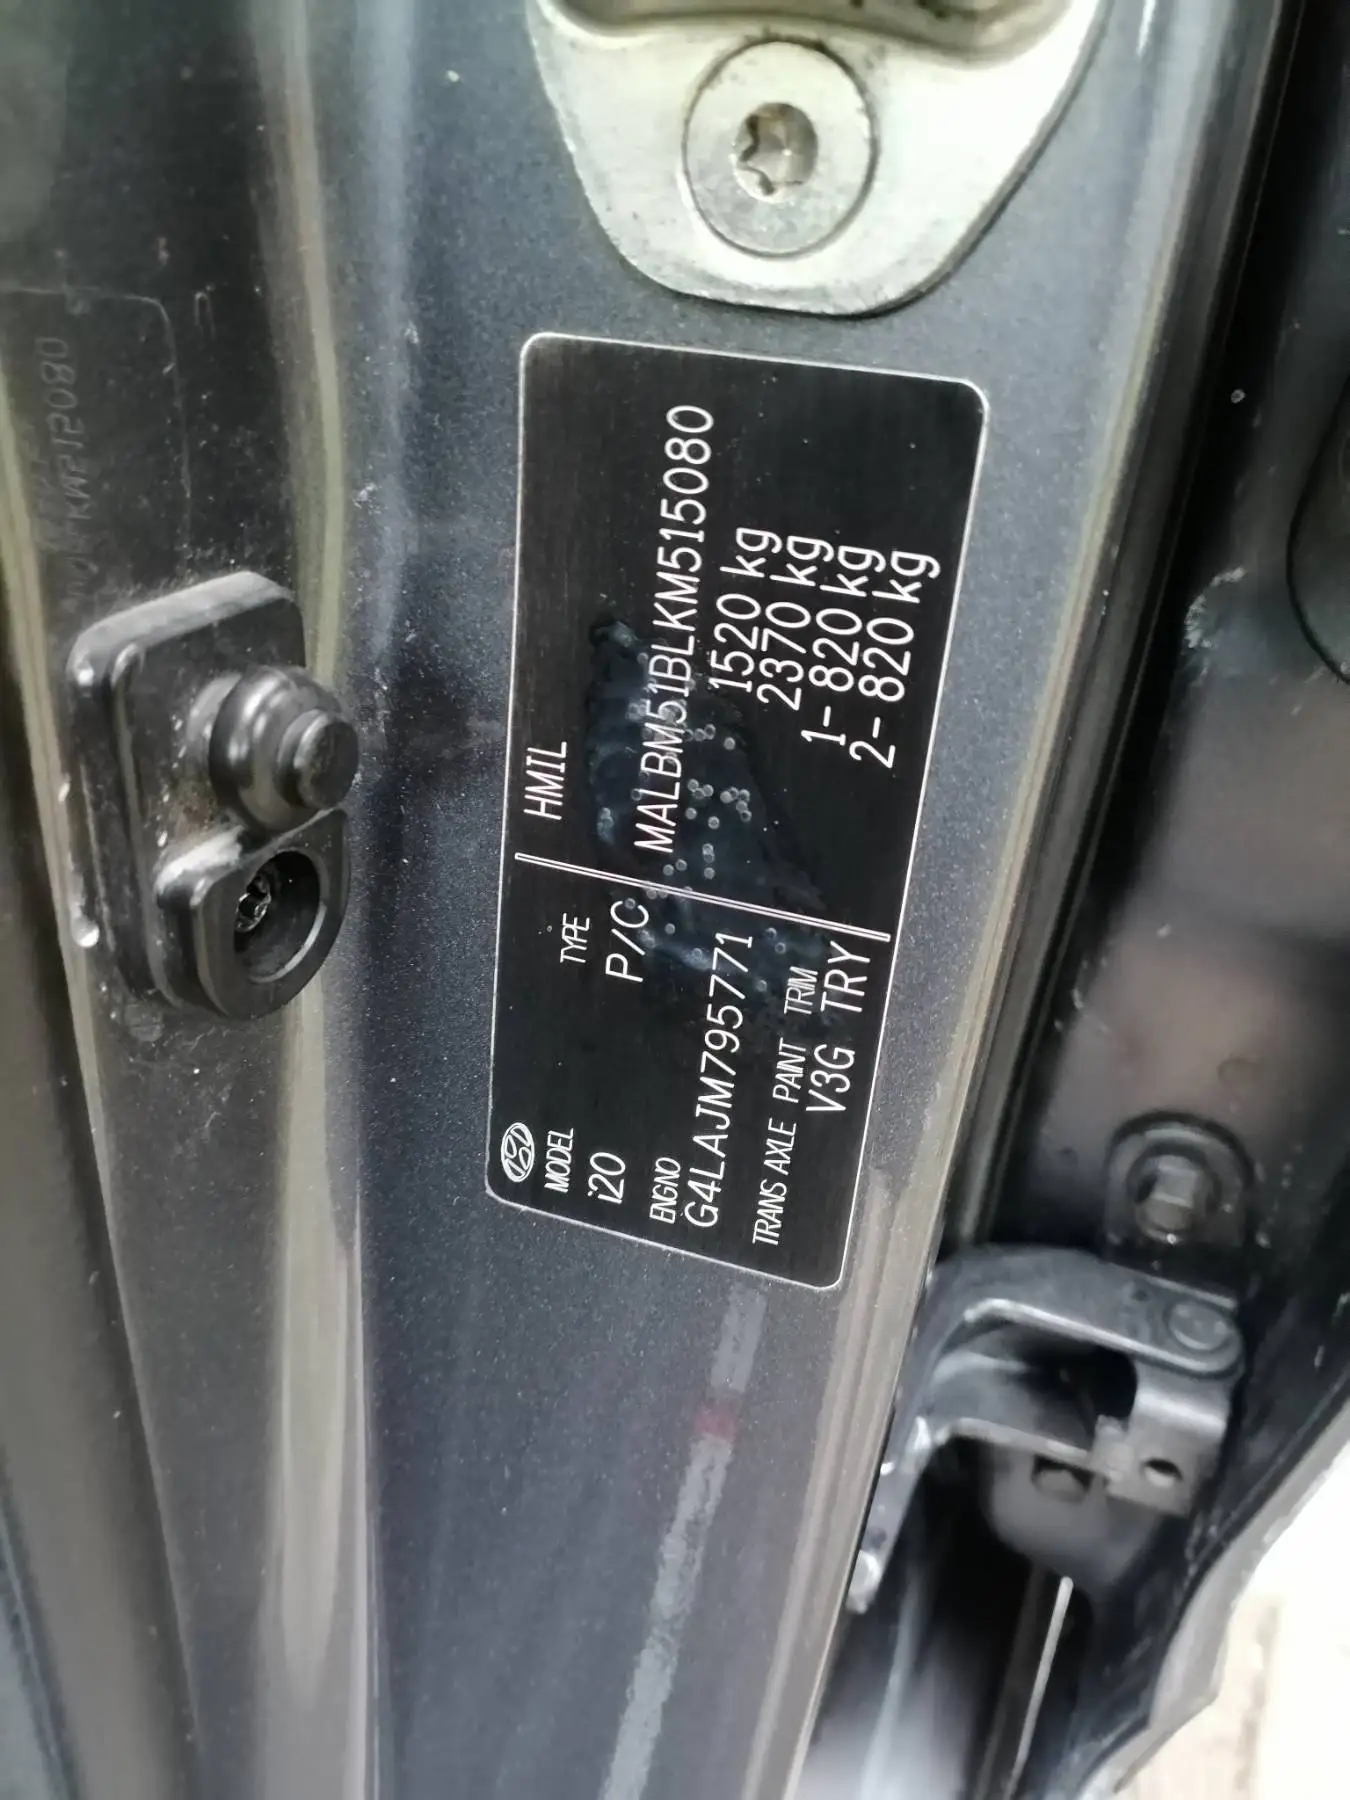 HMIL
MODEL TYPE
i20 P/C
MALBM51BLKM515080
ENGNO
G4LAJM795771
1520 kg
2370 kg
TRANS AXLE PAINT TRIM
V3G TRY
1- 820 kg
2- 820 kg